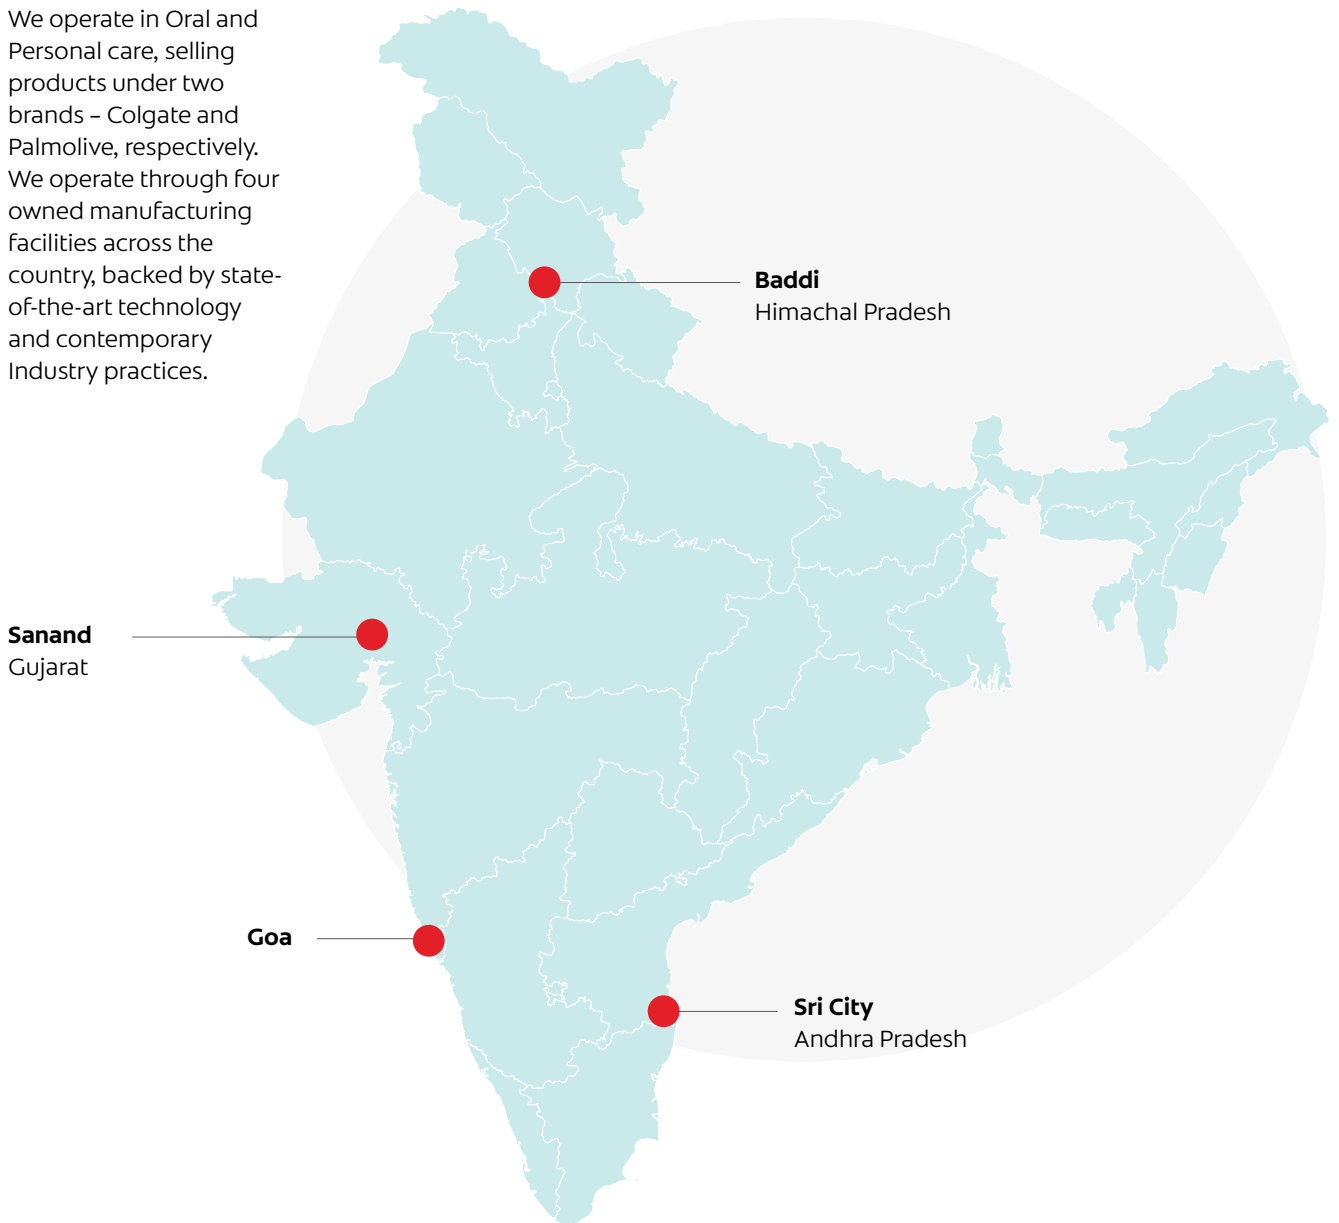 We operate in Oral and
Personal care, selling
products under two
brands – Colgate and
Palmolive, respectively.
We operate through four
owned manufacturing
facilities across the
country, backed by state-
of-the-art technology
and contemporary
Industry practices.
Baddi
Himachal Pradesh
Sanand
Gujarat
Goa
Sri City
Andhra Pradesh